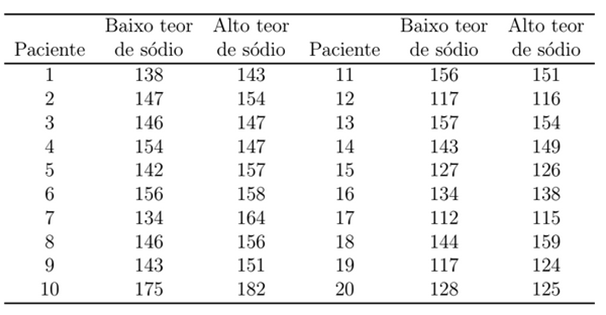 Baixo teor Alto teor Baixo teor Alto teor
Paciente de sódio de sódio Paciente de sódio de sódio
1 138 143 11 156 151
2 147 154 12 117 116
3 146 147 13 157 154
4 154 147 14 143 149
5 142 157 15 127 126
6 156 158 16 134 138
7 134 164 17 112 115
8 146 156 18 144 159
9 143 151 19 117 124
10 175 182 20 128 125